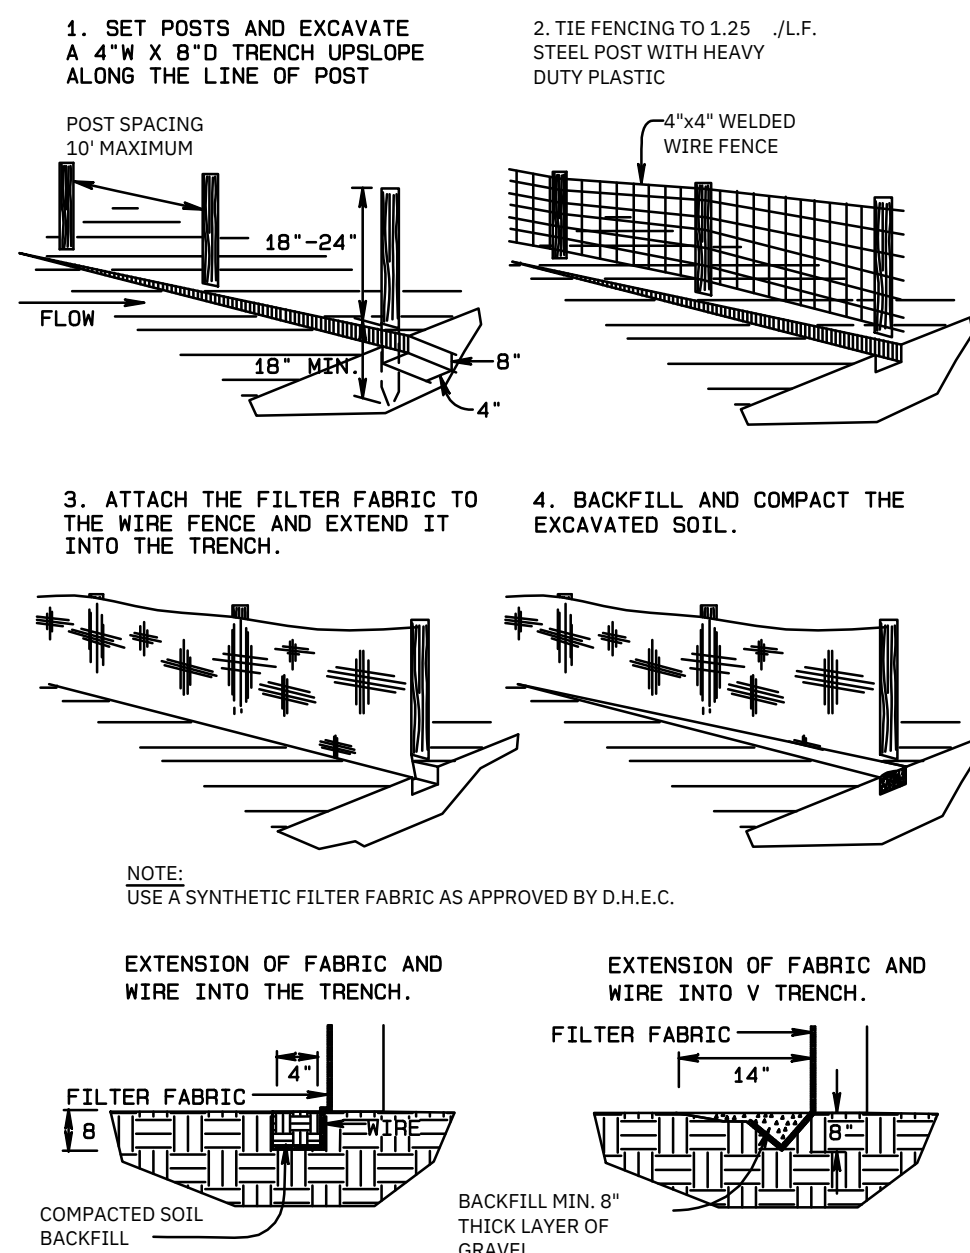 1. SET POSTS AND EXCAVATE
A 4"W X 8"D TRENCH UPSLOPE
ALONG THE LINE OF POST
2. TIE FENCING TO 1.25 ./L.F.
STEEL POST WITH HEAVY
DUTY PLASTIC
POST SPACING
10' MAXIMUM
4"x4" WELDED
WIRE FENCE
18"-24"
FLOW
18" MIN.
8"
4"
3. ATTACH THE FILTER FABRIC TO
THE WIRE FENCE AND EXTEND IT
INTO THE TRENCH.
4. BACKFILL AND COMPACT THE
EXCAVATED SOIL.
NOTE:
USE A SYNTHETIC FILTER FABRIC AS APPROVED BY D.H.E.C.
EXTENSION OF FABRIC AND
WIRE INTO THE TRENCH.
4"
FILTER FABRIC
8
WIRE
COMPACTED SOIL
BACKFILL
EXTENSION OF FABRIC AND
WIRE INTO V TRENCH.
FILTER FABRIC
14"
8"
BACKFILL MIN. 8"
THICK LAYER OF
GRAVEL